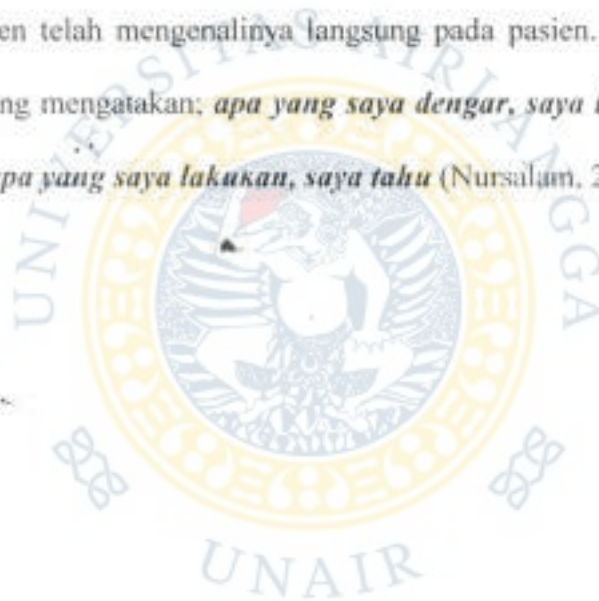 en telah mengenalinya langsung pada pasien.
ng mengatakan; apa yang saya dengar, saya
pa yang saya lakukan, saya tahu (Nursalam, 2
UNIVERSITAS AIRLANGGA
UNAIR